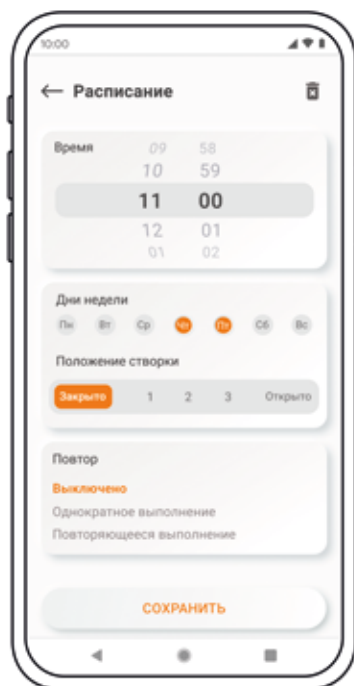 10:00
← Расписание
Время
09 58
10 59
11 00
12 01
01 02
Дни недели
Пн Вт Ср Чт Пт Сб Вс
Положение створки
Закрыто 1 2 3 Открыто
Повтор
Выключено
Однократное выполнение
Повторяющееся выполнение
СОХРАНИТЬ